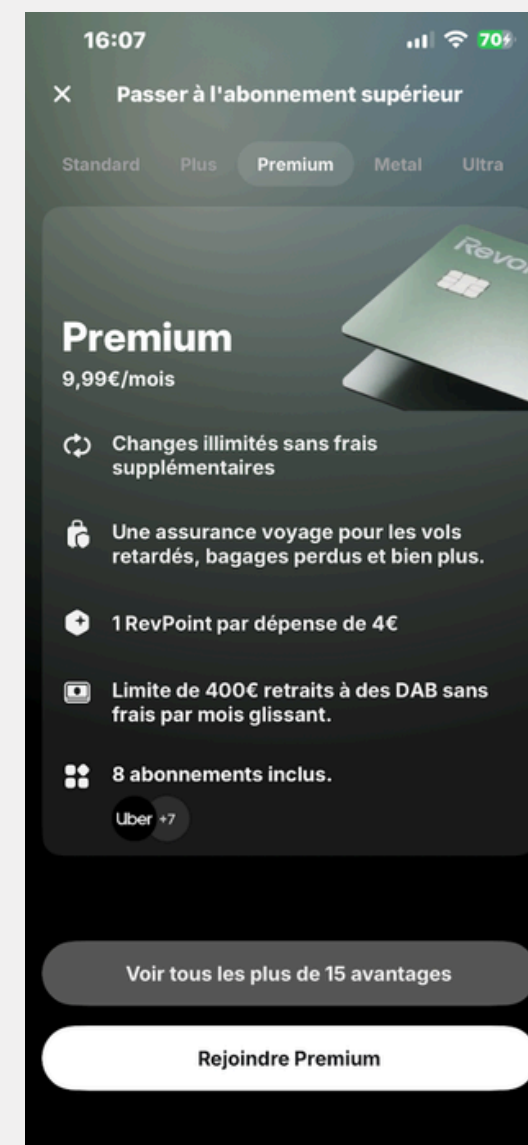 16:07
70
Passer à l'abonnement supérieur
Standard Plus Premium Metal Ultra
Premium
9,99€/mois
Changes illimités sans frais
supplémentaires
Une assurance voyage pour les vols
retardés, bagages perdus et bien plus.
1 RevPoint par dépense de 4€
Limite de 400€ retraits à des DAB sans
frais par mois glissant.
8 abonnements inclus.
Uber +7
Voir tous les plus de 15 avantages
Rejoindre Premium